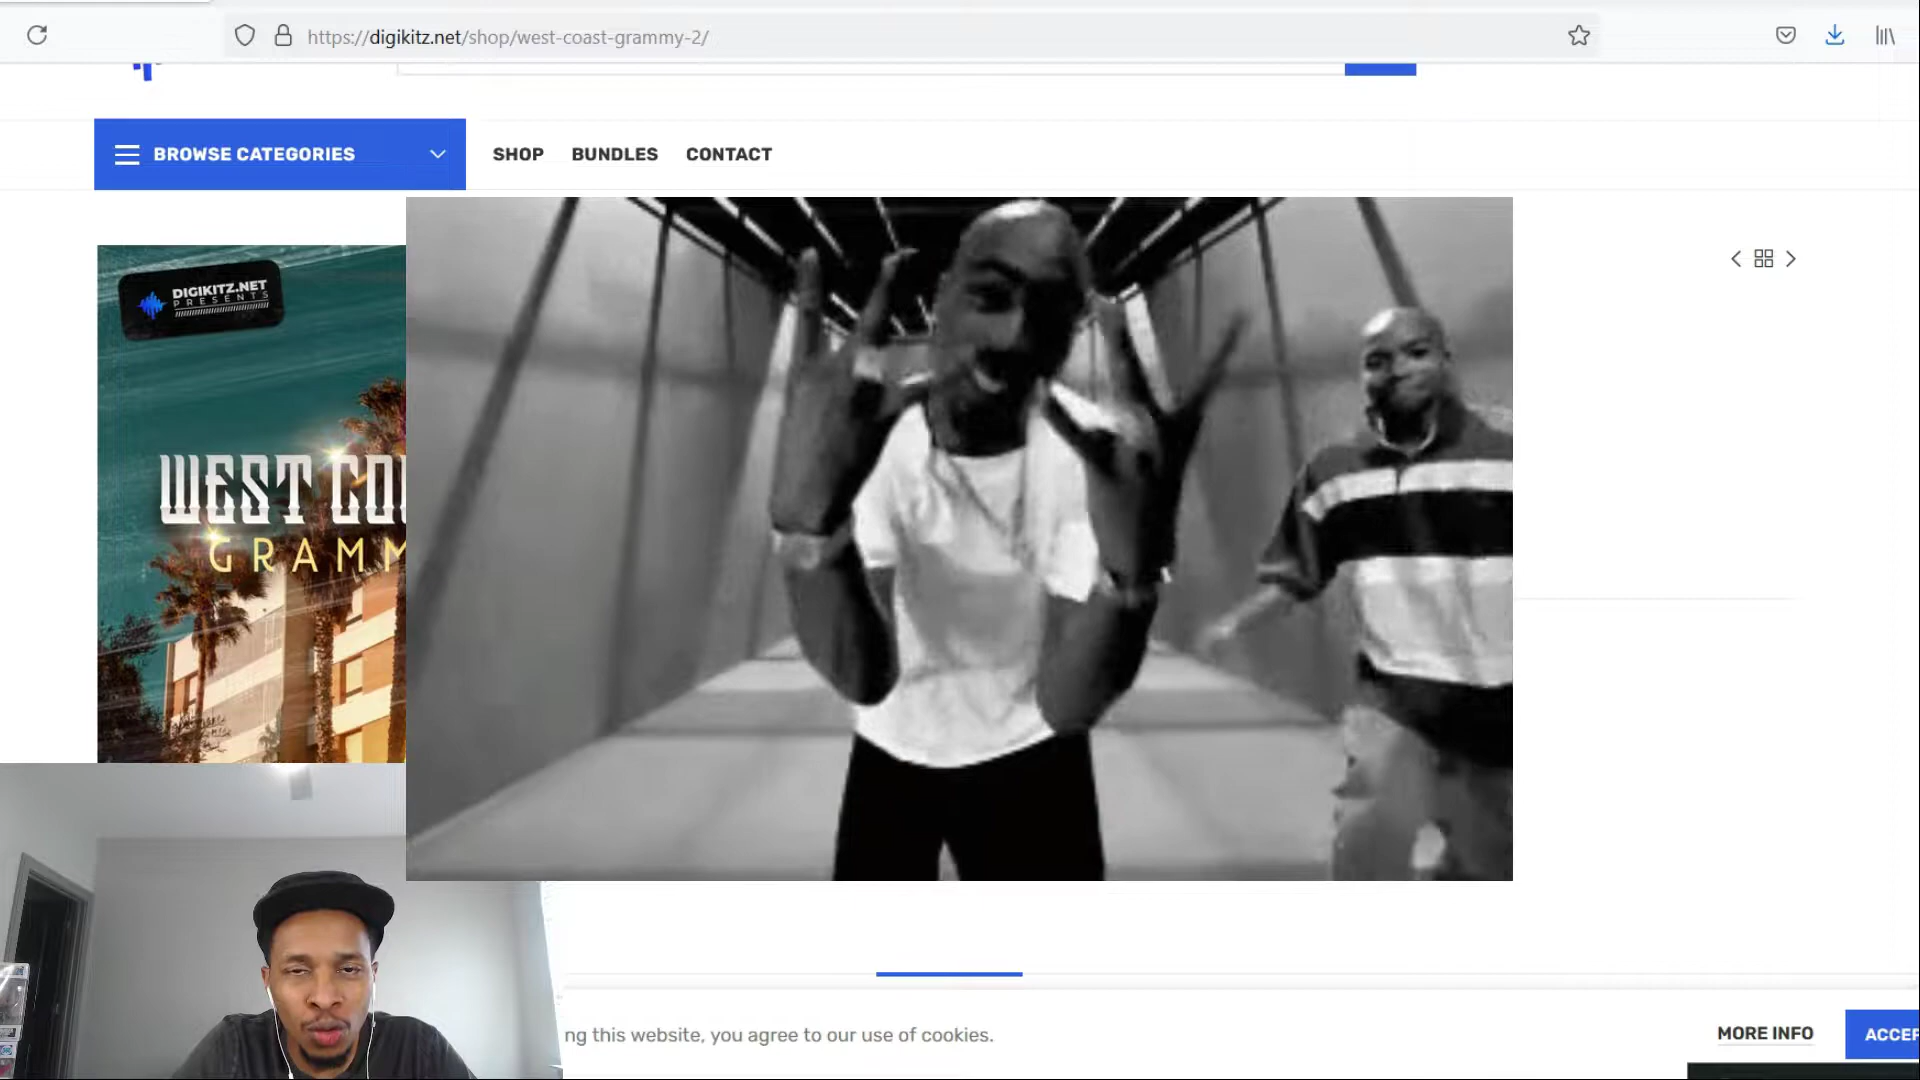 https://digikitz.net/shop/west-coast-grammy-2/
BROWSE CATEGORIES
SHOP
BUNDLES
CONTACT
DIGIKITZ.NET
PRESENTS
WEST CO
GRAMM
ng this website, you agree to our use of cookies.
MORE INFO
ACCEP